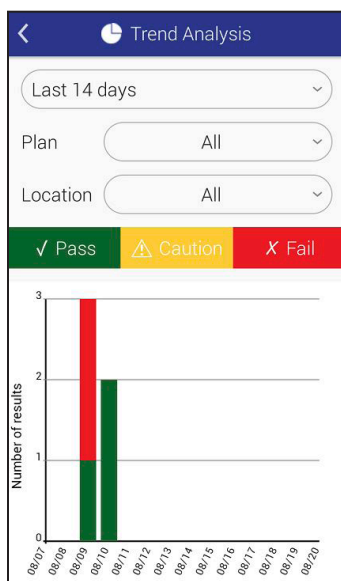 Trend Analysis
Last 14 days
Plan All
Location All
√ Pass ⚠ Caution X Fail
3
2
1
0
Number of results
08/07 08/08 08/09 08/10 08/11 08/12 08/13 08/14 08/15 08/16 08/17 08/18 08/19 08/20